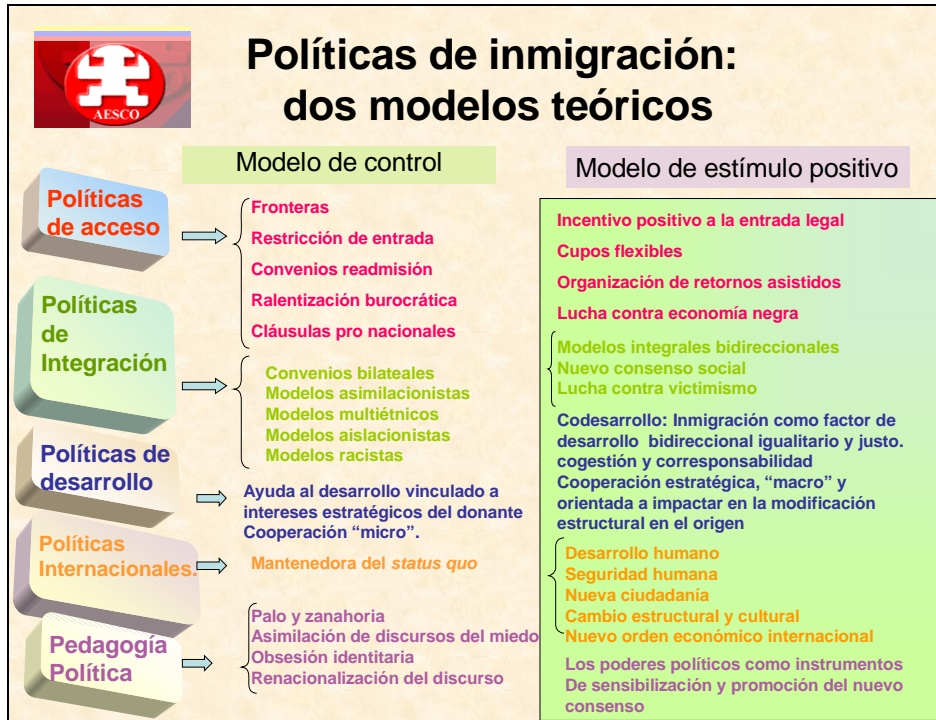 AESCO
Políticas de inmigración:
dos modelos teóricos
Modelo de control
Modelo de estímulo positivo
Políticas
de acceso
Fronteras
Restricción de entrada
Convenios readmisión
Ralentización burocrática
Cláusulas pro nacionales
Incentivo positivo a la entrada legal
Cupos flexibles
Organización de retornos asistidos
Lucha contra economía negra
Políticas
de
Integración
Convenios bilateales
Modelos asimilacionistas
Modelos multiétnicos
Modelos aislacionistas
Modelos racistas
Modelos integrales bidireccionales
Nuevo consenso social
Lucha contra victimismo
Políticas de
desarrollo
Ayuda al desarrollo vinculado a
intereses estratégicos del donante
Cooperación “micro”.
Codesarrollo: Inmigración como factor de
desarrollo bidireccional igualitario y justo.
cogestión y corresponsabilidad
Cooperación estratégica, “macro” y
orientada a impactar en la modificación
estructural en el origen
Políticas
Internacionales.
Mantenedora del status quo
Desarrollo humano
Seguridad humana
Nueva ciudadanía
Cambio estructural y cultural
Nuevo orden económico internacional
Pedagogía
Política
Palo y zanahoria
Asimilación de discursos del miedo
Obsesión identitaria
Renacionalización del discurso
Los poderes políticos como instrumentos
De sensibilización y promoción del nuevo
consenso